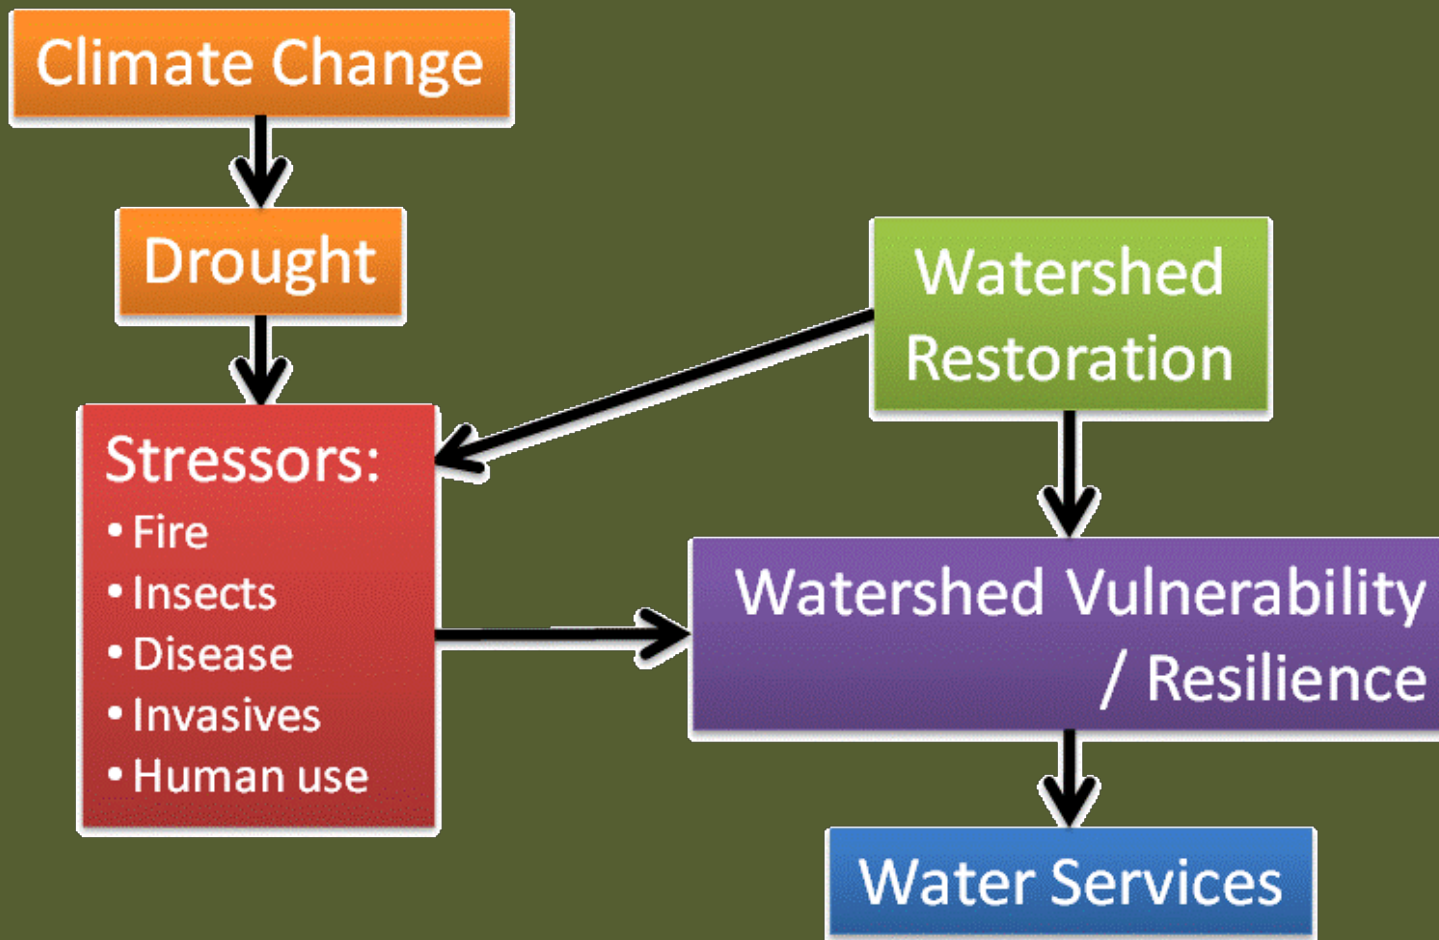 Climate Change
Drought
Watershed
Restoration
Stressors:
• Fire
• Insects
• Disease
• Invasives
• Human use
Watershed Vulnerability
/ Resilience
Water Services